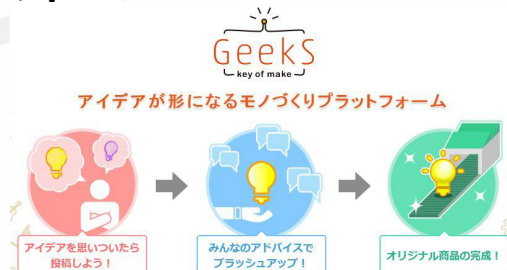 GeekS
key of make
アイデアが形になるモノづくりプラットフォーム
アイデアを思いついたら
投稿しよう！
みんなのアドバイスで
ブラッシュアップ！
オリジナル商品の完成！